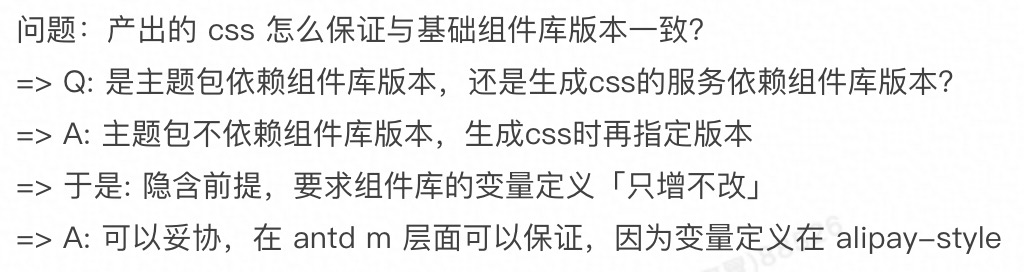 问题：产出的 css 怎么保证与基础组件库版本一致？
=> Q: 是主题包依赖组件库版本，还是生成css的服务依赖组件库版本？
=> A: 主题包不依赖组件库版本，生成css时再指定版本
=> 于是: 隐含前提，要求组件库的变量定义「只增不改」
=> A: 可以妥协，在 antd m 层面可以保证，因为变量定义在 alipay-style